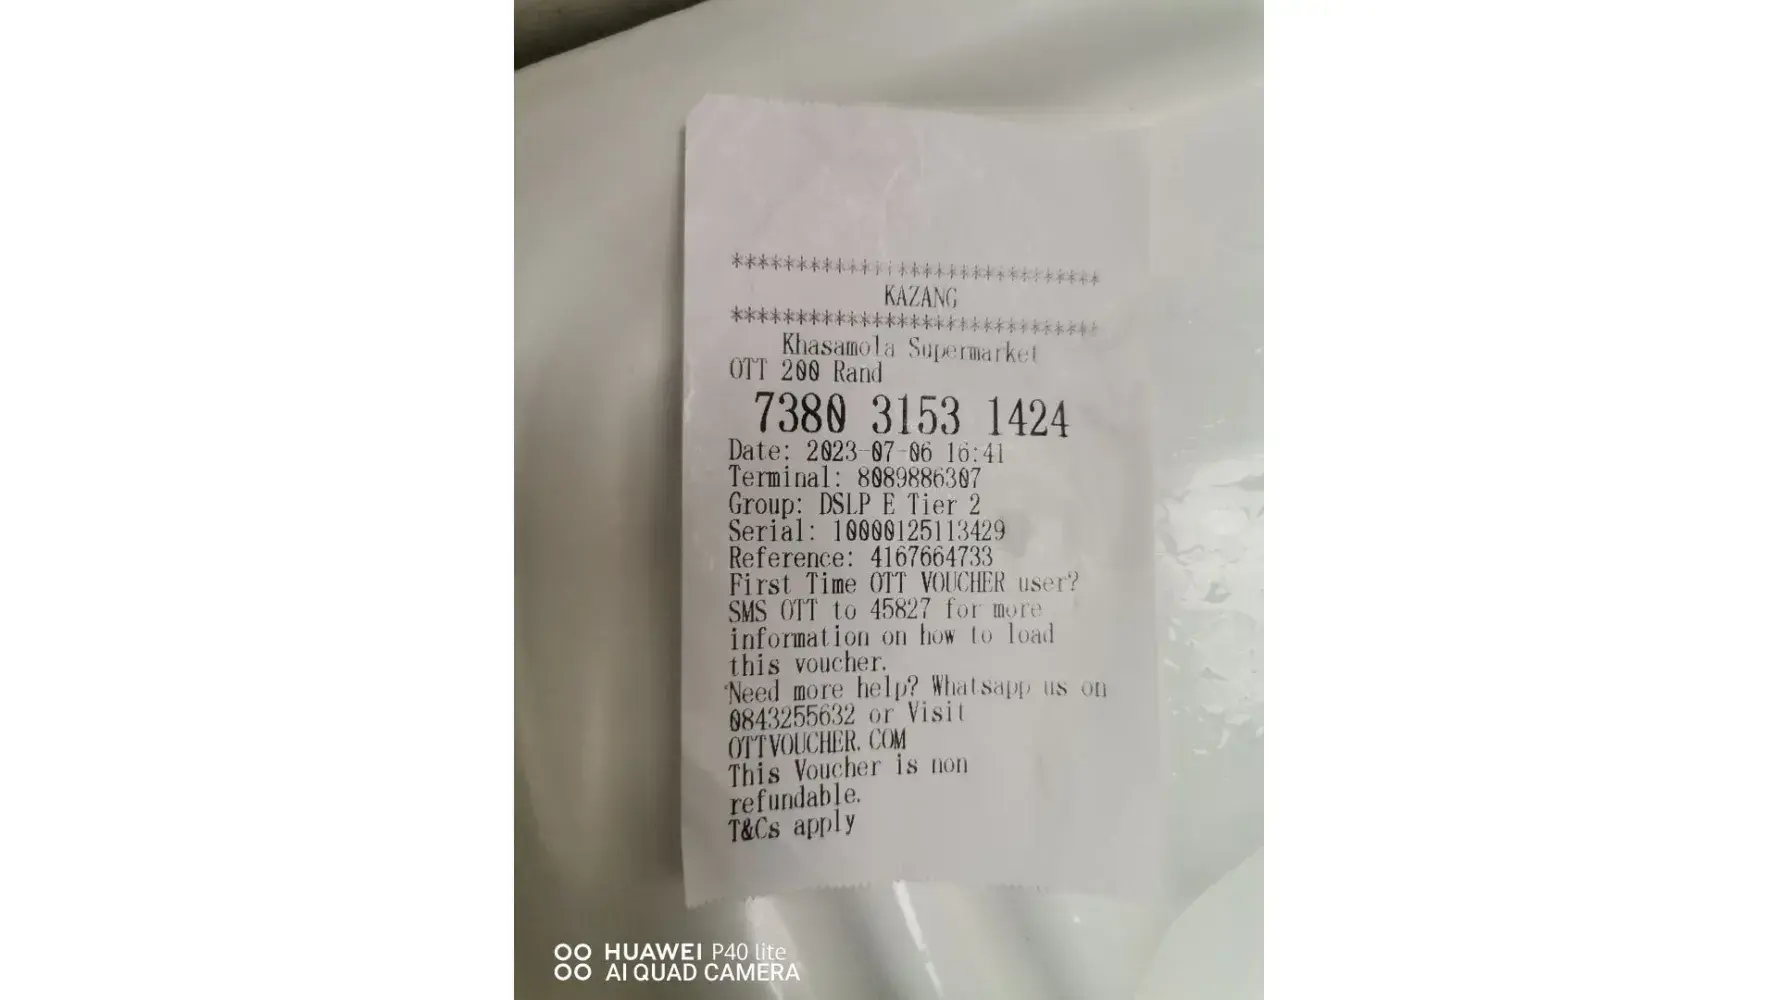 *****************************
KAZANG
*****************************
Khasamola Supermarket
OTT 200 Rand
7380 3153 1424
Date: 2023-07-06 16:41
Terminal: 8089886307
Group: DSLP E Tier 2
Serial: 10000125113429
Reference: 4167664733
First Time OTT VOUCHER user?
SMS OTT to 45827 for more
information on how to load
this voucher.
Need more help? Whatsapp us on
0843255632 or Visit
OTTVOUCHER.COM
This Voucher is non
refundable.
T&Cs apply
HUAWEI P40 lite
AI QUAD CAMERA